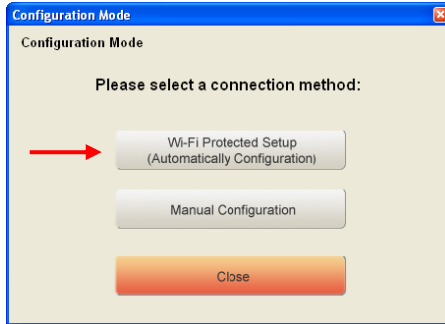 Configuration Mode
Configuration Mode
Please select a connection method:
Wi-Fi Protected Setup
(Automatically Configuration)
Manual Configuration
Close